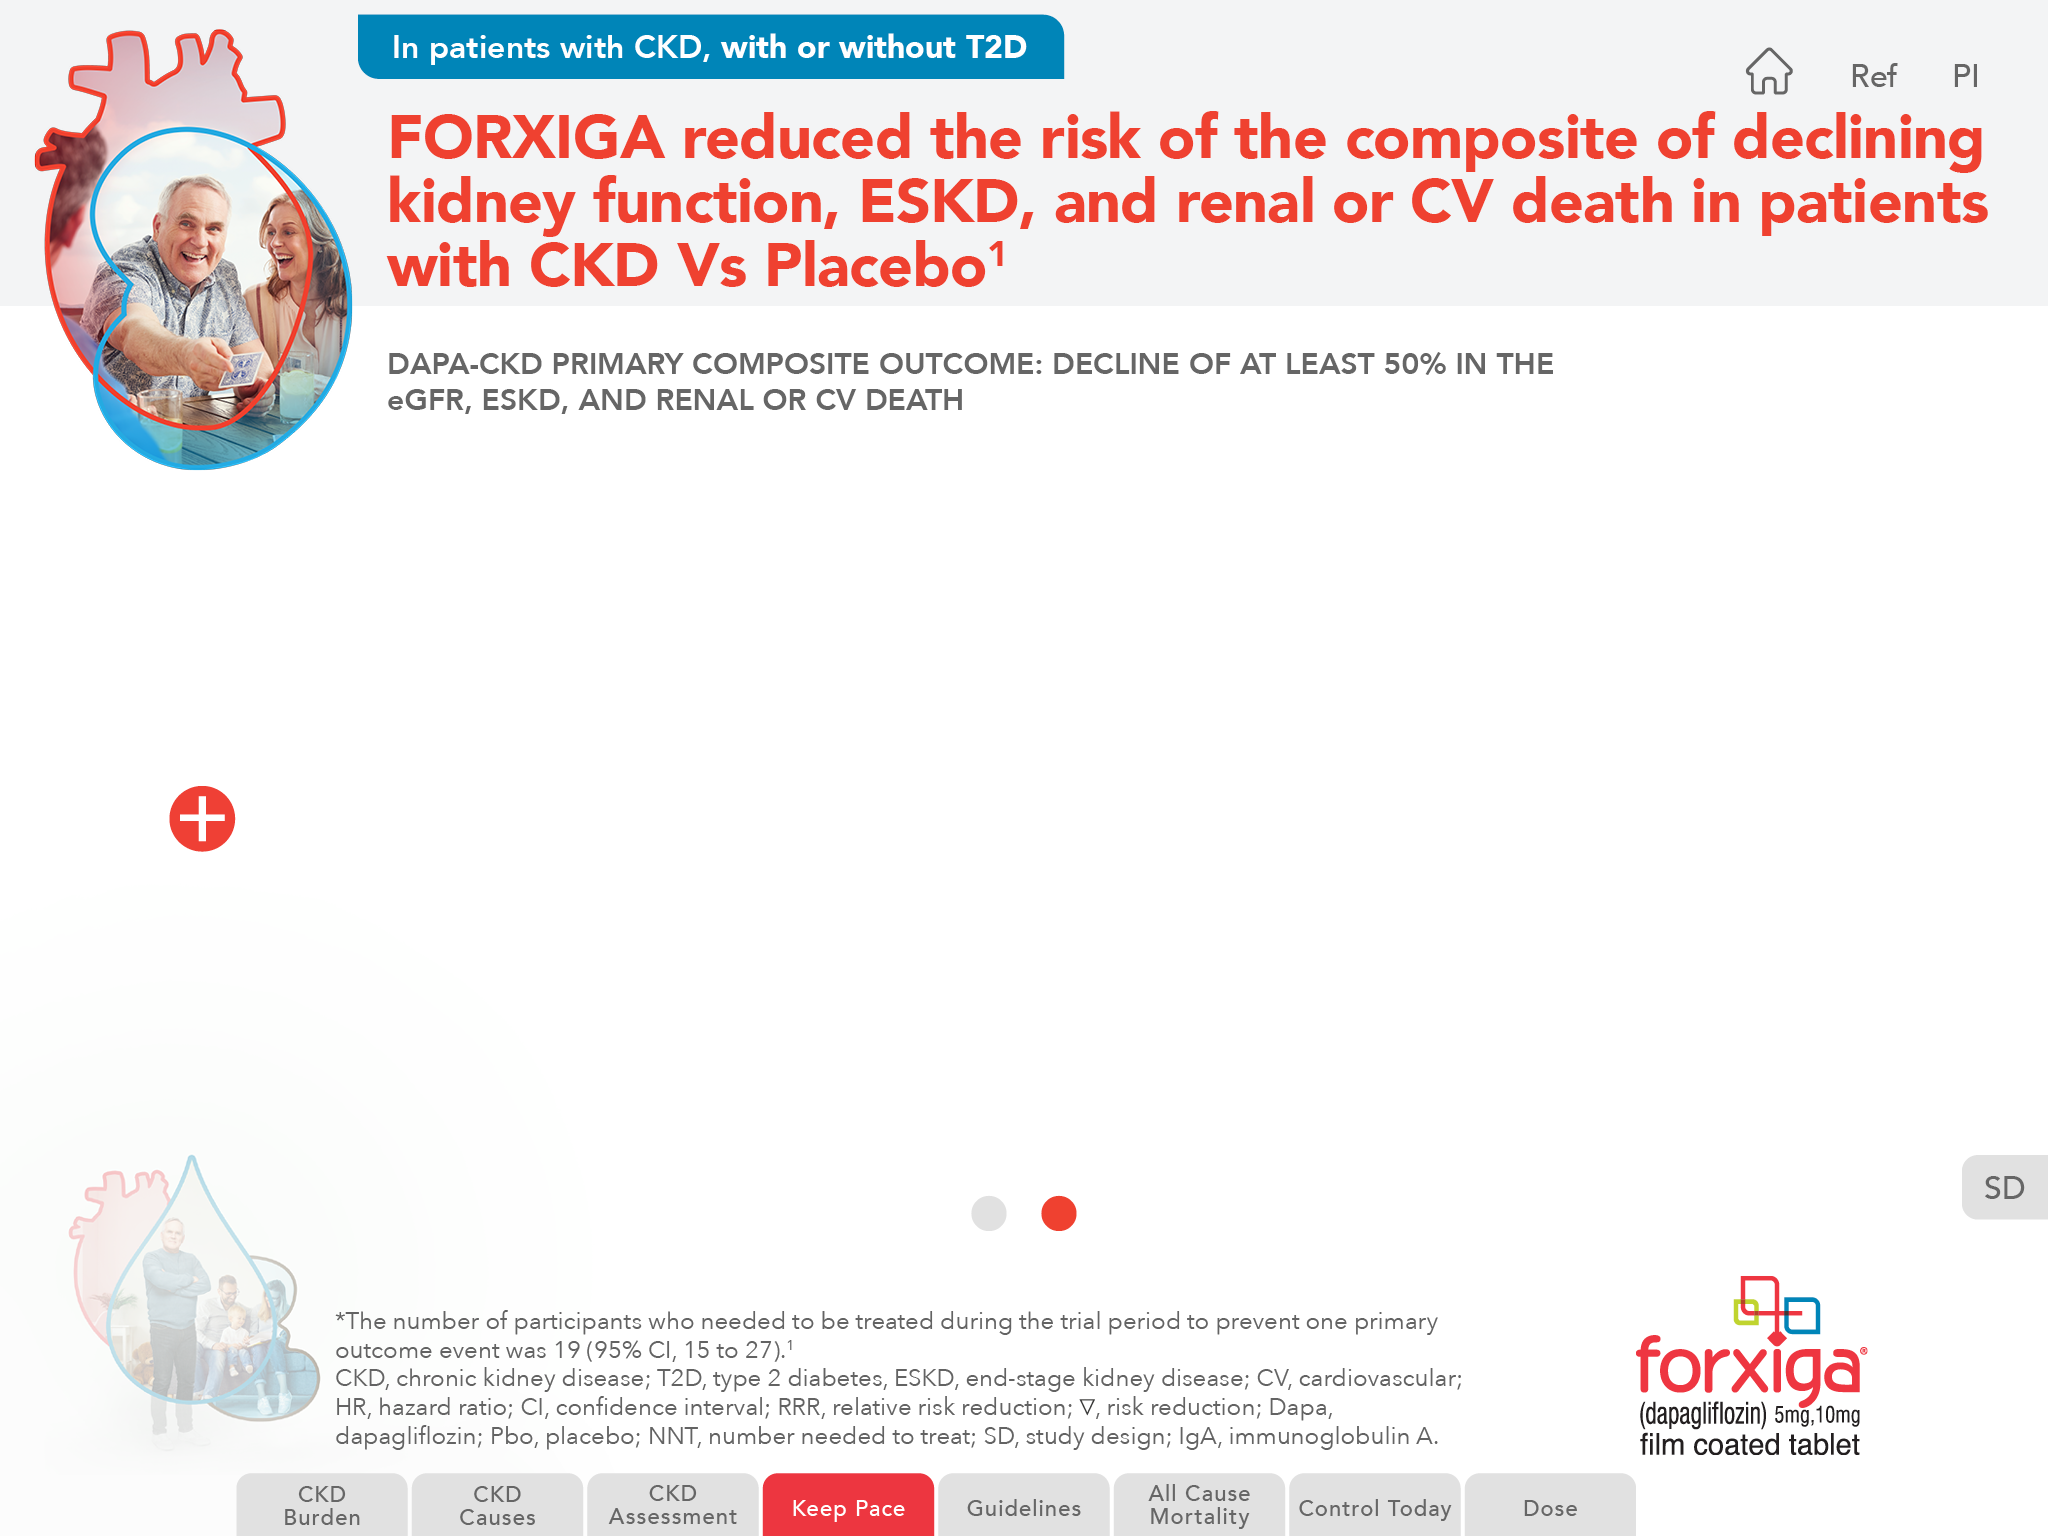 In patients with CKD, with or without T2D
Ref
PI
FORXIGA reduced the risk of the composite of declining
kidney function, ESKD, and renal or CV death in patients
with CKD Vs Placebo¹
DAPA-CKD PRIMARY COMPOSITE OUTCOME: DECLINE OF AT LEAST 50% IN THE
eGFR, ESKD, AND RENAL OR CV DEATH
SD
*The number of participants who needed to be treated during the trial period to prevent one primary
outcome event was 19 (95% CI, 15 to 27).¹
CKD, chronic kidney disease; T2D, type 2 diabetes, ESKD, end-stage kidney disease; CV, cardiovascular;
HR, hazard ratio; CI, confidence interval; RRR, relative risk reduction; ∇, risk reduction; Dapa,
dapagliflozin; Pbo, placebo; NNT, number needed to treat; SD, study design; IgA, immunoglobulin A.
forxiga®
(dapagliflozin) 5mg,10mg
film coated tablet
CKD
Burden
CKD
Causes
CKD
Assessment
Keep Pace
Guidelines
All Cause
Mortality
Control Today
Dose